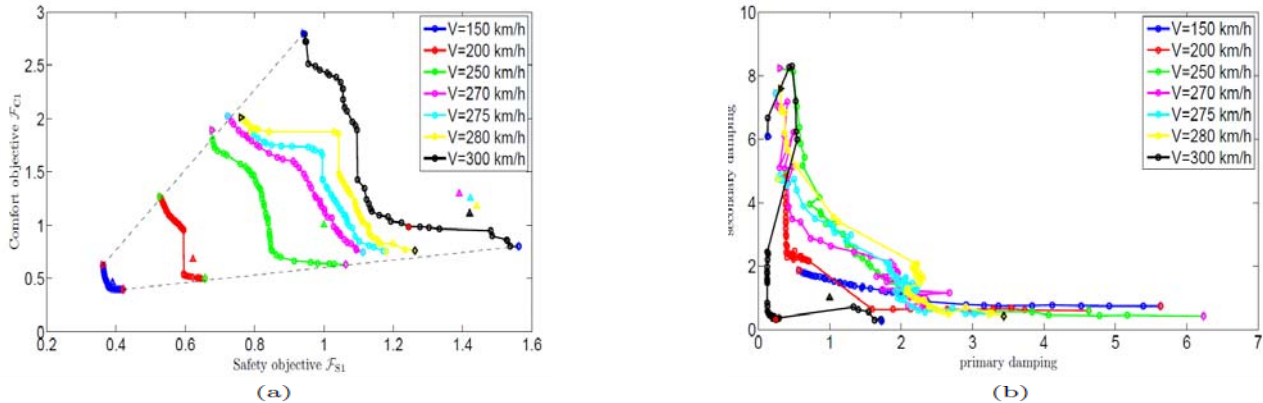 3
2.5
2
1.5
1
0.5
0
0.2
0.4
0.6
0.8
1
1.2
1.4
1.6
Comfort objective F_C1
Safety objective F_S1
V=150 km/h
V=200 km/h
V=250 km/h
V=270 km/h
V=275 km/h
V=280 km/h
V=300 km/h
(a)
10
8
6
4
2
0
0
1
2
3
4
5
6
7
secondary damping
primary damping
V=150 km/h
V=200 km/h
V=250 km/h
V=270 km/h
V=275 km/h
V=280 km/h
V=300 km/h
(b)